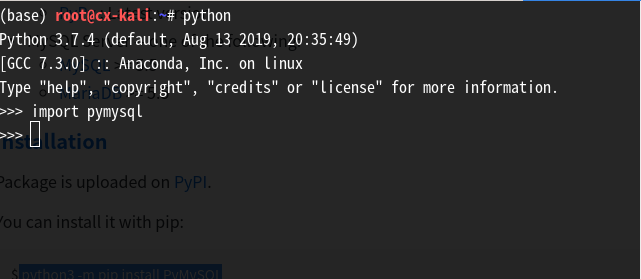 (base) root@cx-kali:~# python
Python 3.7.4 (default, Aug 13 2019, 20:35:49)
[GCC 7.3.0] :: Anaconda, Inc. on linux
Type "help", "copyright", "credits" or "license" for more information.
>>> import pymysql
>>>
nstallation
Package is uploaded on PyPI.
You can install it with pip:
$ python3 -m pip install PyMySQL